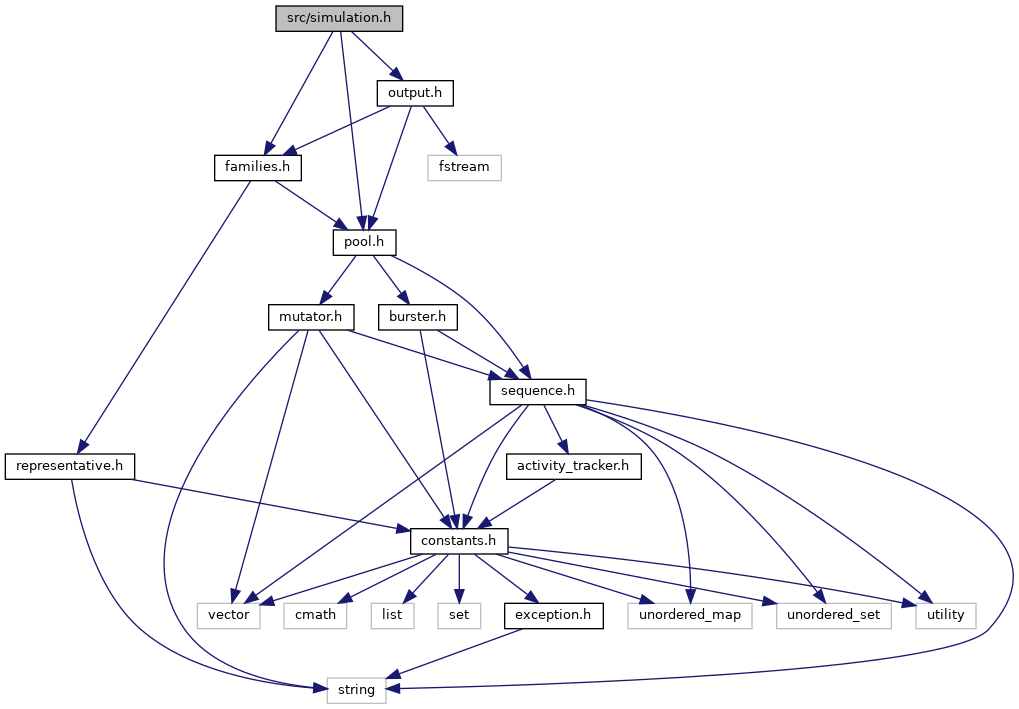 src/simulation.h
output.h
families.h
fstream
pool.h
mutator.h
burster.h
sequence.h
representative.h
activity_tracker.h
constants.h
vector
cmath
list
set
exception.h
unordered_map
unordered_set
utility
string